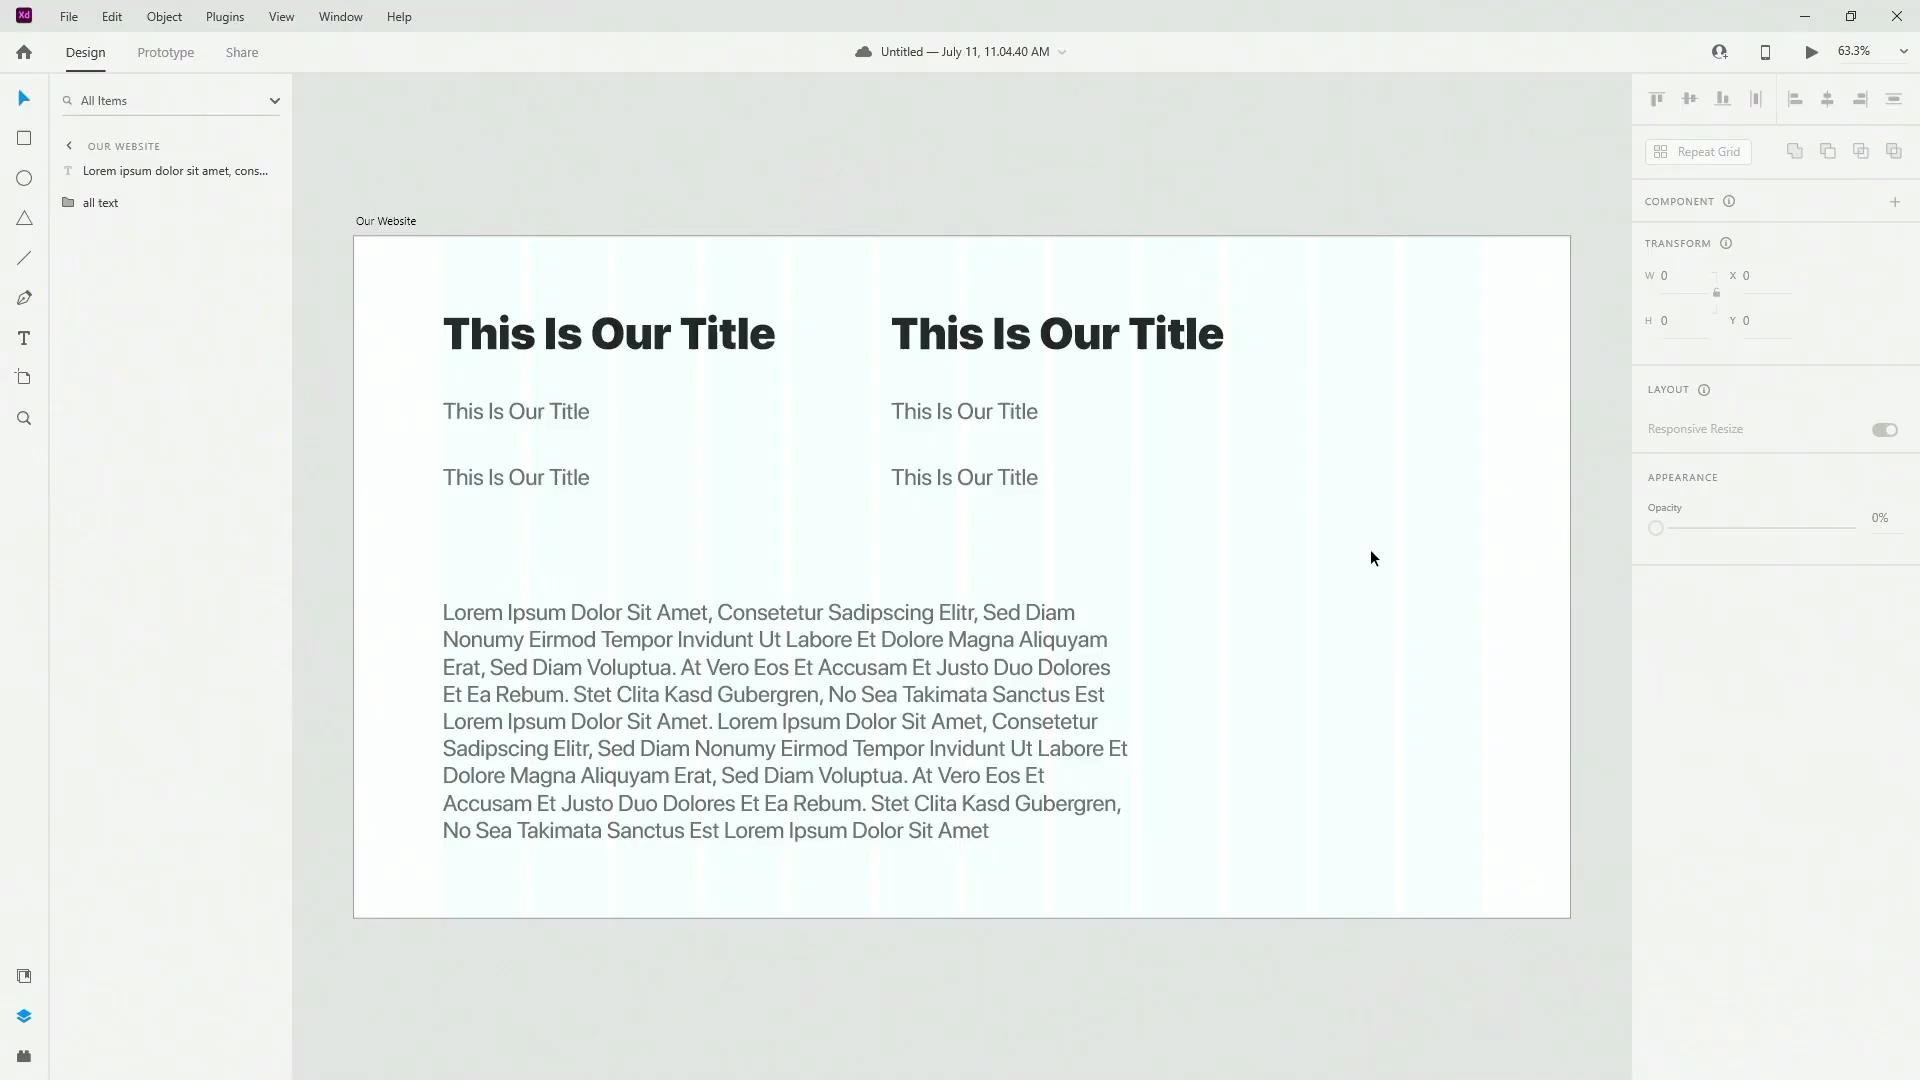 Xd File Edit Object Plugins View Window Help
Design Prototype Share
Untitled — July 11, 11.04.40 AM
63.3%
All Items
OUR WEBSITE
T Lorem ipsum dolor sit amet, cons...
all text
Our Website
This Is Our Title This Is Our Title
This Is Our Title This Is Our Title
This Is Our Title This Is Our Title
Lorem Ipsum Dolor Sit Amet, Consetetur Sadipscing Elitr, Sed Diam
Nonumy Eirmod Tempor Invidunt Ut Labore Et Dolore Magna Aliquyam
Erat, Sed Diam Voluptua. At Vero Eos Et Accusam Et Justo Duo Dolores
Et Ea Rebum. Stet Clita Kasd Gubergren, No Sea Takimata Sanctus Est
Lorem Ipsum Dolor Sit Amet. Lorem Ipsum Dolor Sit Amet, Consetetur
Sadipscing Elitr, Sed Diam Nonumy Eirmod Tempor Invidunt Ut Labore Et
Dolore Magna Aliquyam Erat, Sed Diam Voluptua. At Vero Eos Et
Accusam Et Justo Duo Dolores Et Ea Rebum. Stet Clita Kasd Gubergren,
No Sea Takimata Sanctus Est Lorem Ipsum Dolor Sit Amet
Repeat Grid
COMPONENT
TRANSFORM
W 0 X 0
H 0 Y 0
LAYOUT
Responsive Resize
APPEARANCE
Opacity
0%